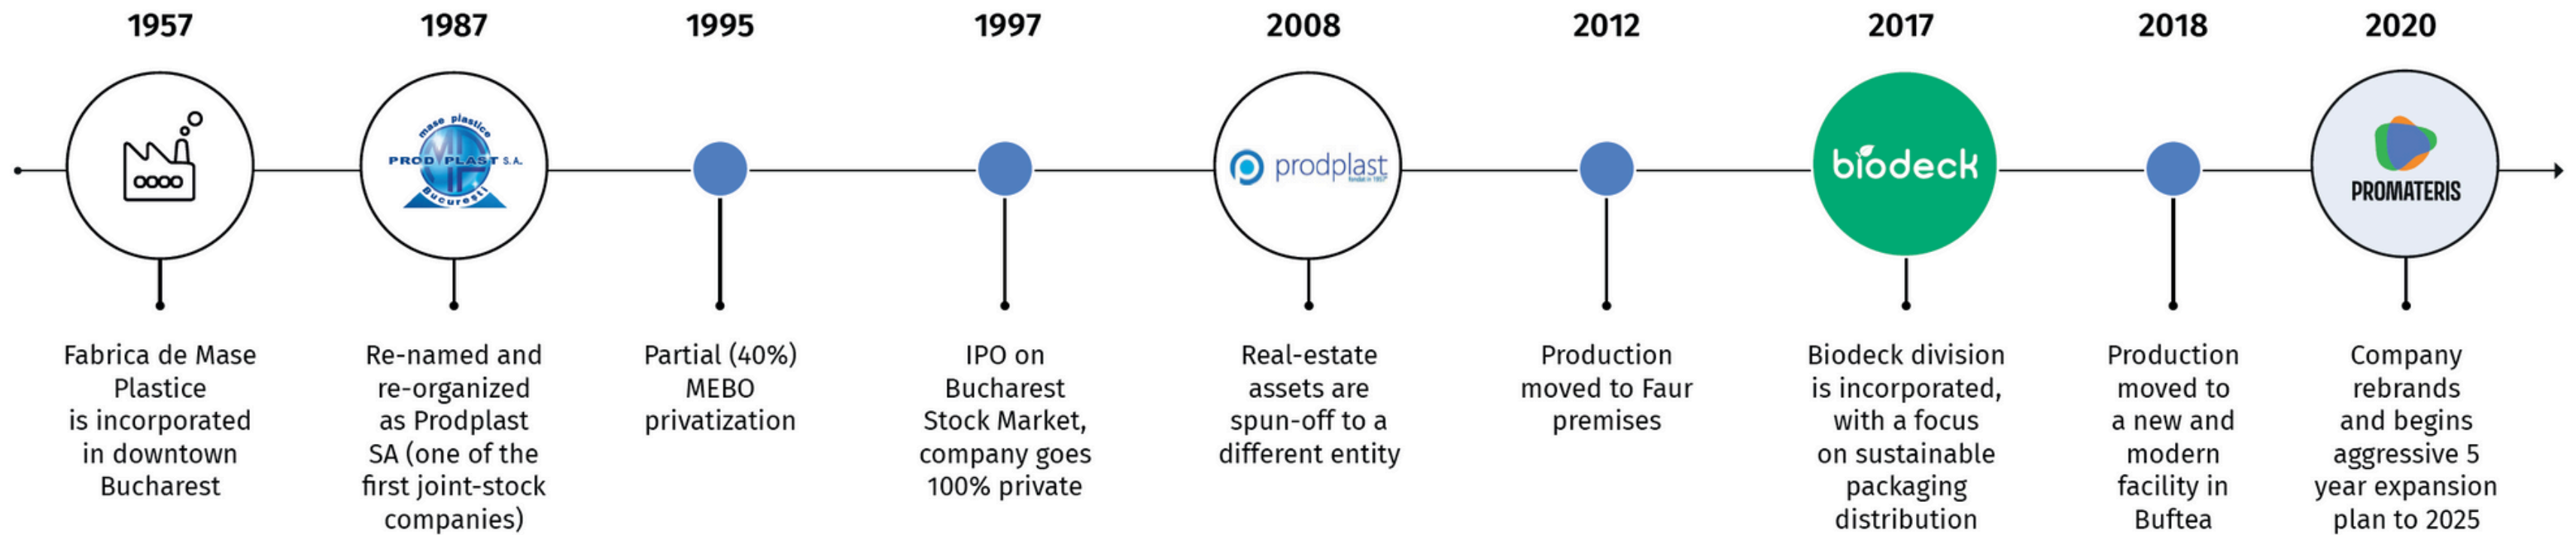 1957
1987
1995
1997
2008
2012
2017
2018
2020
mase plastice
PRODPLAST S.A.
Bucuresti
prodplast
fondat in 1957
biodeck
PROMATERIS
Fabrica de Mase
Plastice
is incorporated
in downtown
Bucharest
Re-named and
re-organized
as Prodplast
SA (one of the
first joint-stock
companies)
Partial (40%)
MEBO
privatization
IPO on
Bucharest
Stock Market,
company goes
100% private
Real-estate
assets are
spun-off to a
different entity
Production
moved to Faur
premises
Biodeck division
is incorporated,
with a focus
on sustainable
packaging
distribution
Production
moved to
a new and
modern
facility in
Buftea
Company
rebrands
and begins
aggressive 5
year expansion
plan to 2025